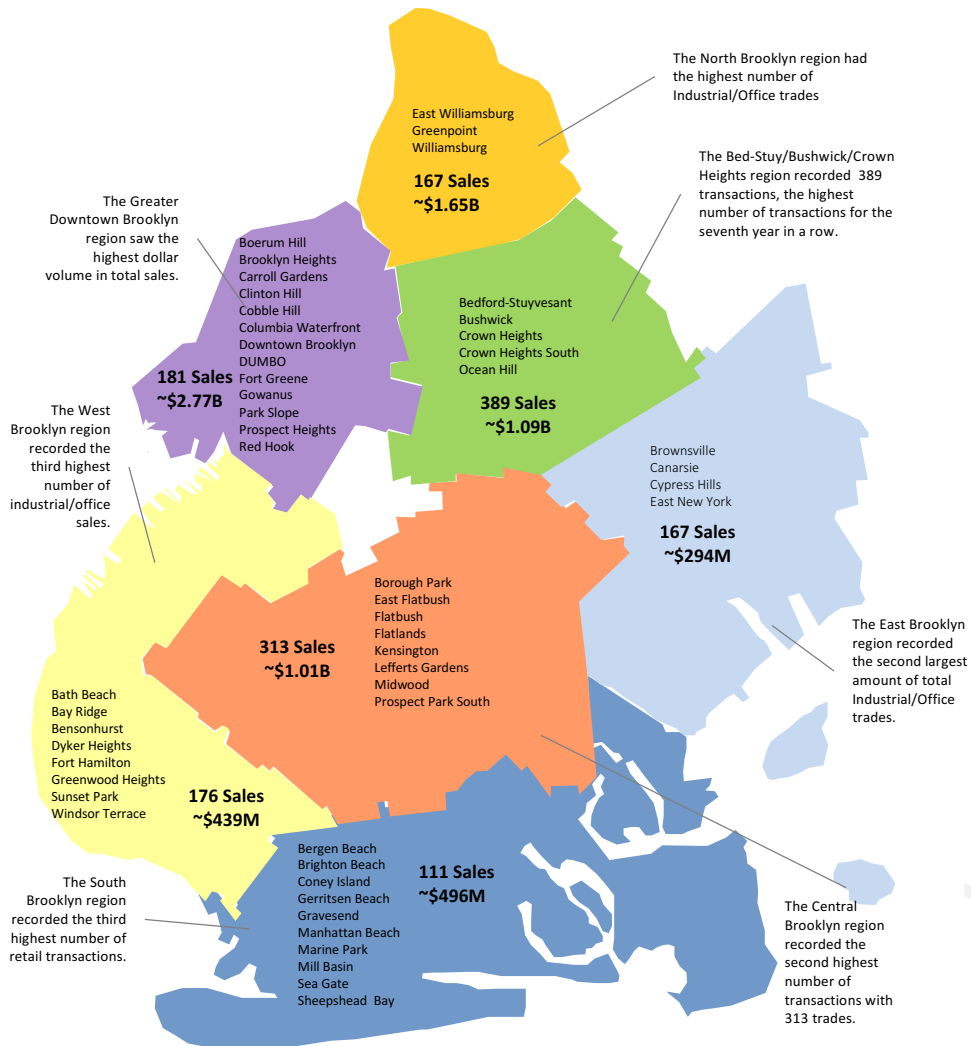 The North Brooklyn region had
the highest number of
Industrial/Office trades
East Williamsburg
Greenpoint
Williamsburg
167 Sales
~$1.65B
The Bed-Stuy/Bushwick/Crown
Heights region recorded 389
transactions, the highest
number of transactions for the
seventh year in a row.
The Greater
Downtown Brooklyn
region saw the
highest dollar
volume in total sales.
Boerum Hill
Brooklyn Heights
Carroll Gardens
Clinton Hill
Cobble Hill
Columbia Waterfront
Downtown Brooklyn
DUMBO
Fort Greene
Gowanus
Park Slope
Prospect Heights
Red Hook
181 Sales
~$2.77B
Bedford-Stuyvesant
Bushwick
Crown Heights
Crown Heights South
Ocean Hill
389 Sales
~$1.09B
The West
Brooklyn region
recorded the
third highest
number of
industrial/office
sales.
Brownsville
Canarsie
Cypress Hills
East New York
167 Sales
~$294M
Borough Park
East Flatbush
Flatbush
Flatlands
Kensington
Lefferts Gardens
Midwood
Prospect Park South
313 Sales
~$1.01B
The East Brooklyn
region recorded
the second largest
amount of total
Industrial/Office
trades.
Bath Beach
Bay Ridge
Bensonhurst
Dyker Heights
Fort Hamilton
Greenwood Heights
Sunset Park
Windsor Terrace
176 Sales
~$439M
Bergen Beach
Brighton Beach
Coney Island
Gerritsen Beach
Gravesend
Manhattan Beach
Marine Park
Mill Basin
Sea Gate
Sheepshead Bay
111 Sales
~$496M
The South
Brooklyn region
recorded the third
highest number of
retail transactions.
The Central
Brooklyn region
recorded the
second highest
number of
transactions with
313 trades.